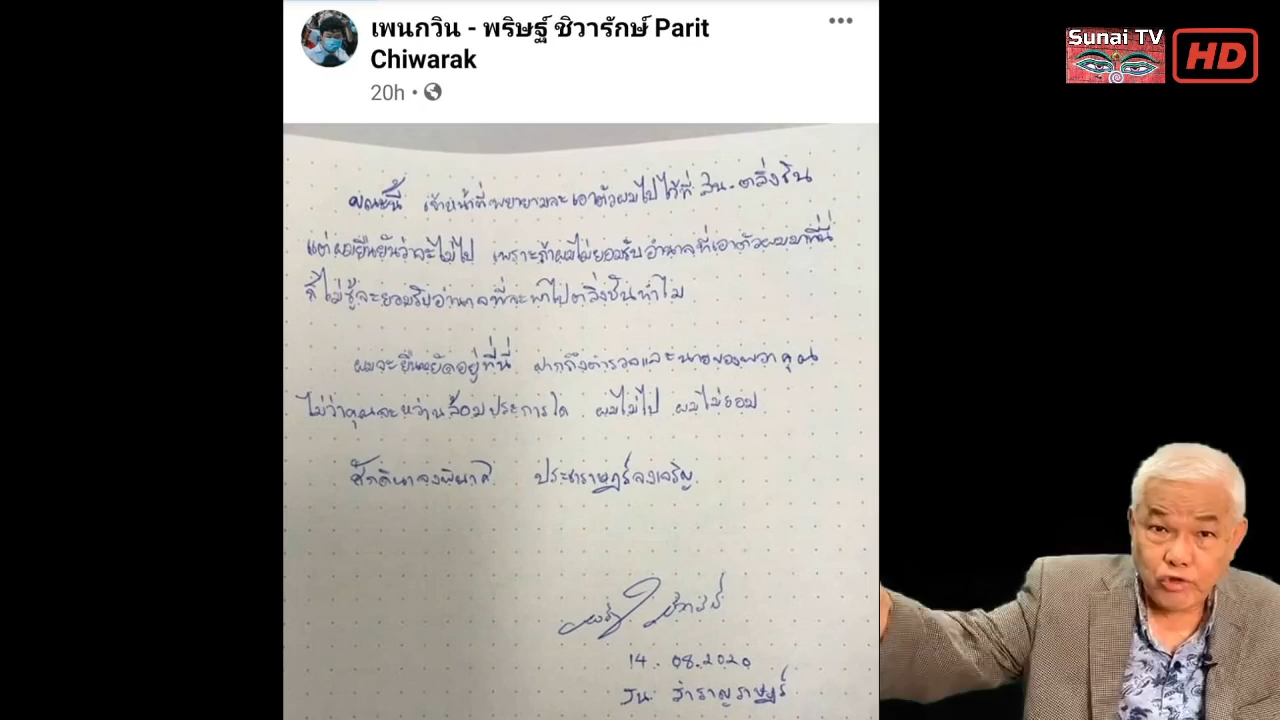 เพนกวิน - พริษฐ์ ชิวารักษ์ Parit
Chiwarak
20h
Sunai TV
HD
ขณะนี้ เจ้าหน้าที่พยายามจะเอาตัวผมไปไว้ที่ สน.ตลิ่งชัน
แต่ผมยืนยันว่าจะไม่ไป เพราะถ้าผมไม่ยอมรับอำนาจที่เอาตัวผมมาที่นี่
ก็ไม่รู้จะยอมรับอำนาจที่จะพาไปตลิ่งชันทำไม
ผมจะยืนหยัดอยู่ที่นี่ ฝากถึงตำรวจและนายของพวกคุณ
ไม่ว่าคุณจะหว่านล้อมประการใด ผมไม่ไป ผมไม่ยอม
ศักดินาจงพินาศ ประชาราษฎร์จงเจริญ
14.08.2020
สน. สำราญราษฎร์